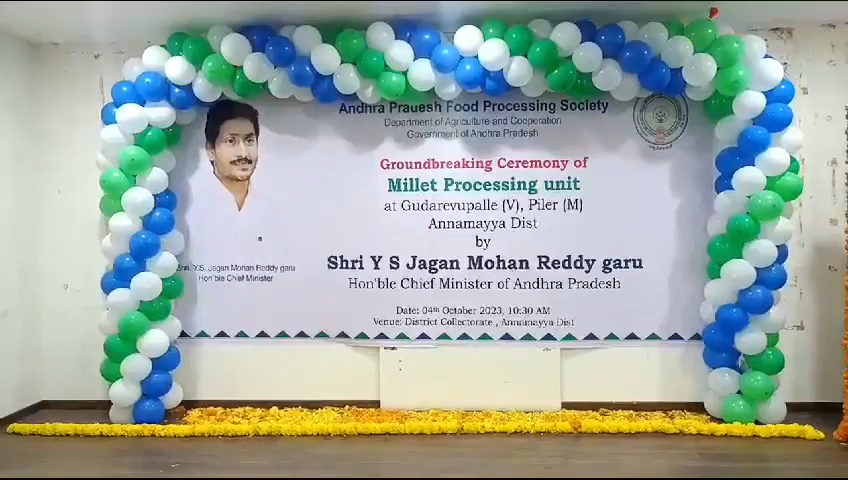 Andhra Pradesh Food Processing Society
Department of Agriculture and Cooperation
Government of Andhra Pradesh
Groundbreaking Ceremony of
Millet Processing unit
at Gudarevupalle (V), Piler (M)
Annamayya Dist
by
Shri Y S Jagan Mohan Reddy garu
Hon'ble Chief Minister of Andhra Pradesh
Date: 04th October 2023, 10:30 AM
Venue: District Collectorate , Annamayya Dist
Shri. Y.S. Jagan Mohan Reddy garu
Hon'ble Chief Minister